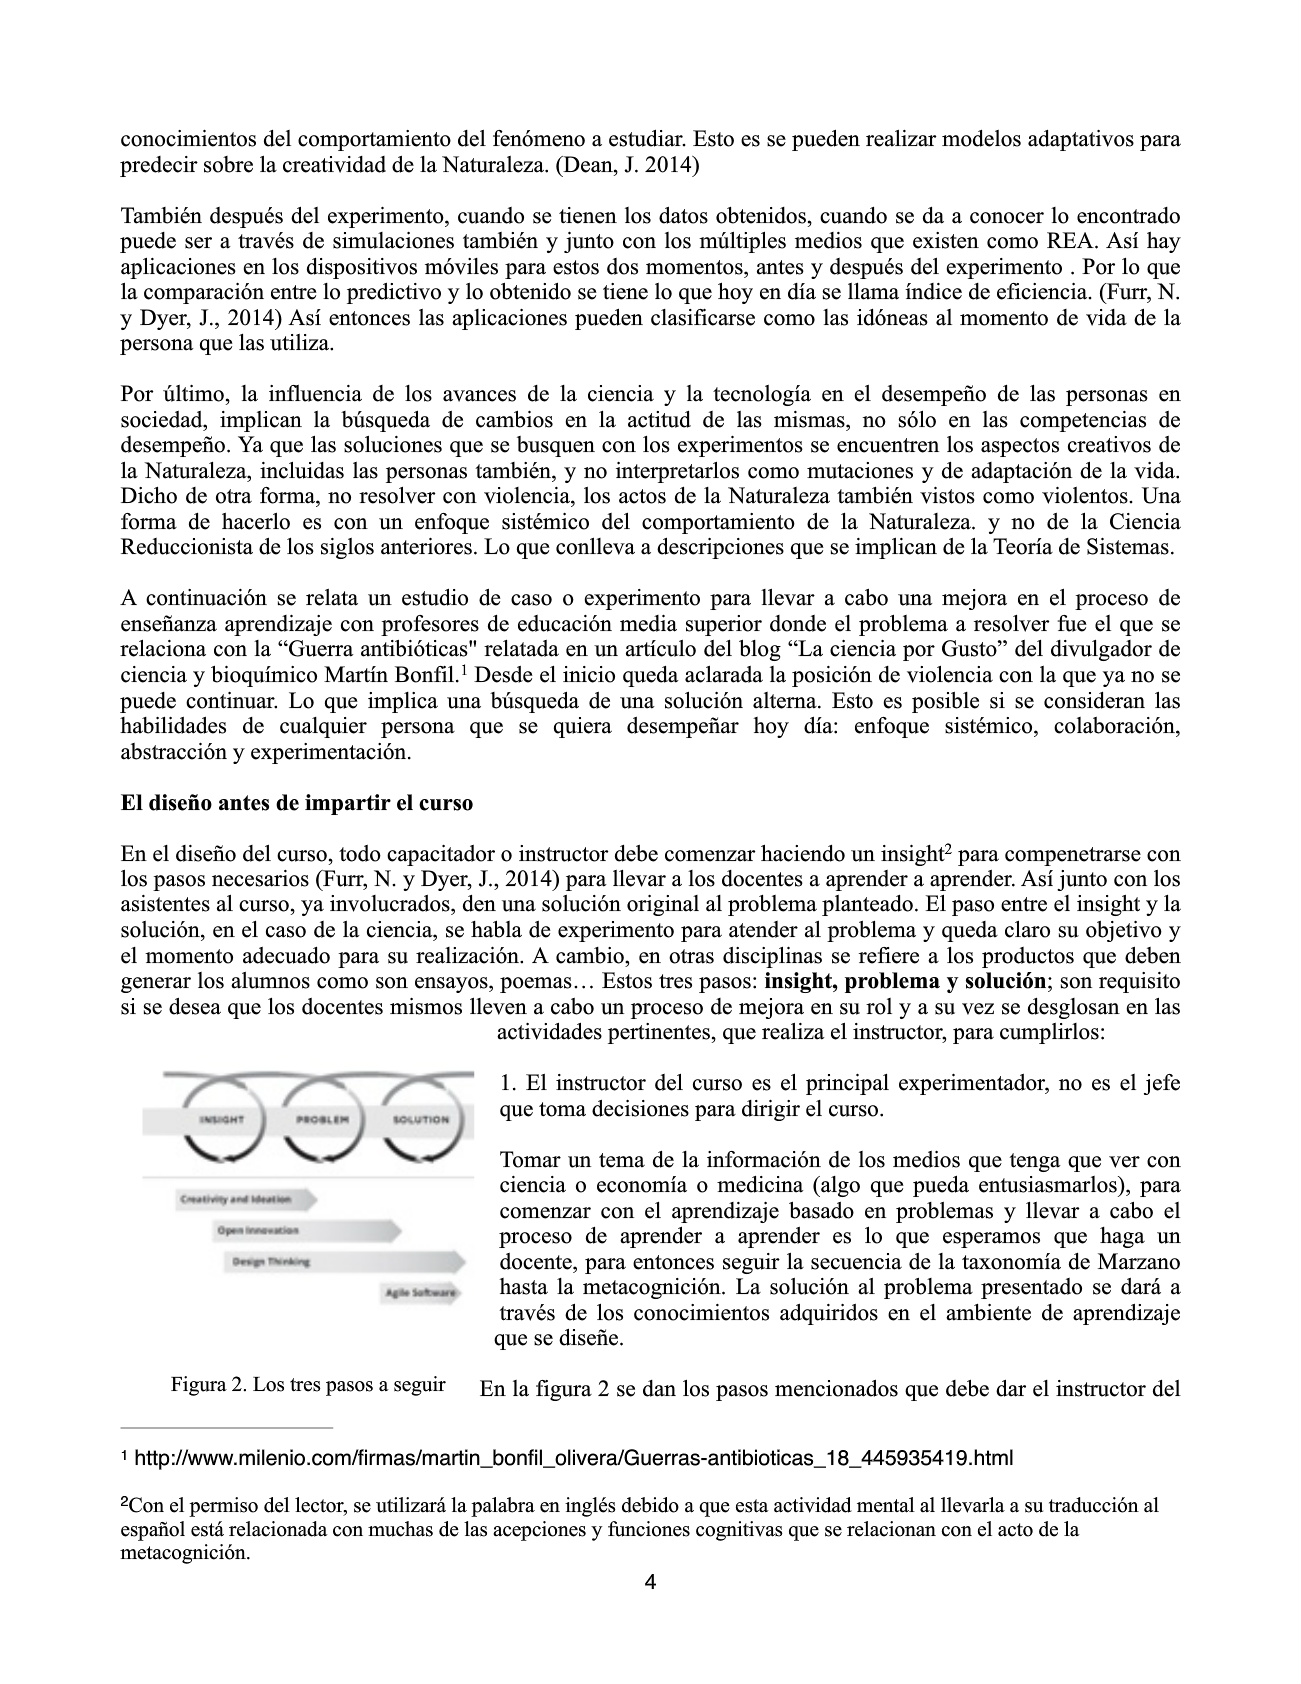 conocimientos del comportamiento del fenómeno a estudiar. Esto es se pueden realizar modelos adaptativos para
predecir sobre la creatividad de la Naturaleza. (Dean, J. 2014)
También después del experimento, cuando se tienen los datos obtenidos, cuando se da a conocer lo encontrado
puede ser a través de simulaciones también y junto con los múltiples medios que existen como REA. Así hay
aplicaciones en los dispositivos móviles para estos dos momentos, antes y después del experimento . Por lo que
la comparación entre lo predictivo y lo obtenido se tiene lo que hoy en día se llama índice de eficiencia. (Furr, N.
y Dyer, J., 2014) Así entonces las aplicaciones pueden clasificarse como las idóneas al momento de vida de la
persona que las utiliza.
Por último, la influencia de los avances de la ciencia y la tecnología en el desempeño de las personas en
sociedad, implican la búsqueda de cambios en la actitud de las mismas, no sólo en las competencias de
desempeño. Ya que las soluciones que se busquen con los experimentos se encuentren los aspectos creativos de
la Naturaleza, incluidas las personas también, y no interpretarlos como mutaciones y de adaptación de la vida.
Dicho de otra forma, no resolver con violencia, los actos de la Naturaleza también vistos como violentos. Una
forma de hacerlo es con un enfoque sistémico del comportamiento de la Naturaleza. y no de la Ciencia
Reduccionista de los siglos anteriores. Lo que conlleva a descripciones que se implican de la Teoría de Sistemas.
A continuación se relata un estudio de caso o experimento para llevar a cabo una mejora en el proceso de
enseñanza aprendizaje con profesores de educación media superior donde el problema a resolver fue el que se
relaciona con la “Guerra antibióticas" relatada en un artículo del blog “La ciencia por Gusto” del divulgador de
ciencia y bioquímico Martín Bonfil.1 Desde el inicio queda aclarada la posición de violencia con la que ya no se
puede continuar. Lo que implica una búsqueda de una solución alterna. Esto es posible si se consideran las
habilidades de cualquier persona que se quiera desempeñar hoy día: enfoque sistémico, colaboración,
abstracción y experimentación.
El diseño antes de impartir el curso
En el diseño del curso, todo capacitador o instructor debe comenzar haciendo un insight2 para compenetrarse con
los pasos necesarios (Furr, N. y Dyer, J., 2014) para llevar a los docentes a aprender a aprender. Así junto con los
asistentes al curso, ya involucrados, den una solución original al problema planteado. El paso entre el insight y la
solución, en el caso de la ciencia, se habla de experimento para atender al problema y queda claro su objetivo y
el momento adecuado para su realización. A cambio, en otras disciplinas se refiere a los productos que deben
generar los alumnos como son ensayos, poemas… Estos tres pasos: insight, problema y solución; son requisito
si se desea que los docentes mismos lleven a cabo un proceso de mejora en su rol y a su vez se desglosan en las
actividades pertinentes, que realiza el instructor, para cumplirlos:
INSIGHT PROBLEM SOLUTION
Creativity and Ideation
Open Innovation
Design Thinking
Agile Software
Figura 2. Los tres pasos a seguir
1. El instructor del curso es el principal experimentador, no es el jefe
que toma decisiones para dirigir el curso.
Tomar un tema de la información de los medios que tenga que ver con
ciencia o economía o medicina (algo que pueda entusiasmarlos), para
comenzar con el aprendizaje basado en problemas y llevar a cabo el
proceso de aprender a aprender es lo que esperamos que haga un
docente, para entonces seguir la secuencia de la taxonomía de Marzano
hasta la metacognición. La solución al problema presentado se dará a
través de los conocimientos adquiridos en el ambiente de aprendizaje
que se diseñe.
En la figura 2 se dan los pasos mencionados que debe dar el instructor del
1 http://www.milenio.com/firmas/martin_bonfil_olivera/Guerras-antibioticas_18_445935419.html
2Con el permiso del lector, se utilizará la palabra en inglés debido a que esta actividad mental al llevarla a su traducción al
español está relacionada con muchas de las acepciones y funciones cognitivas que se relacionan con el acto de la
metacognición.
4